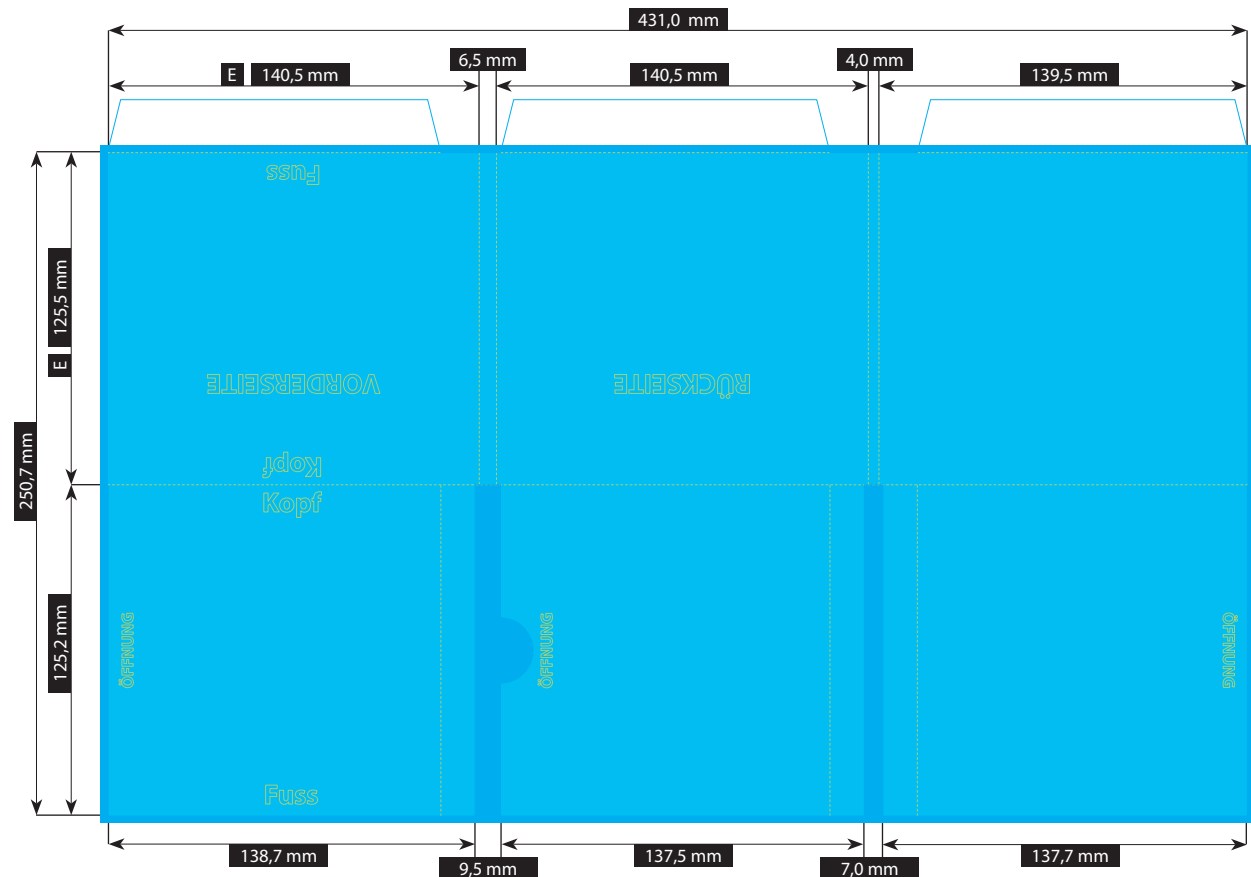 431,0 mm
6,5 mm
4,0 mm
E 140,5 mm
140,5 mm
139,5 mm
Fuss
E 125,5 mm
VORDERSEITE
RÜCKSEITE
250,7 mm
Kopf
Kopf
125,2 mm
ÖFFNUNG
ÖFFNUNG
ÖFFNUNG
Fuss
138,7 mm
137,5 mm
137,7 mm
9,5 mm
7,0 mm